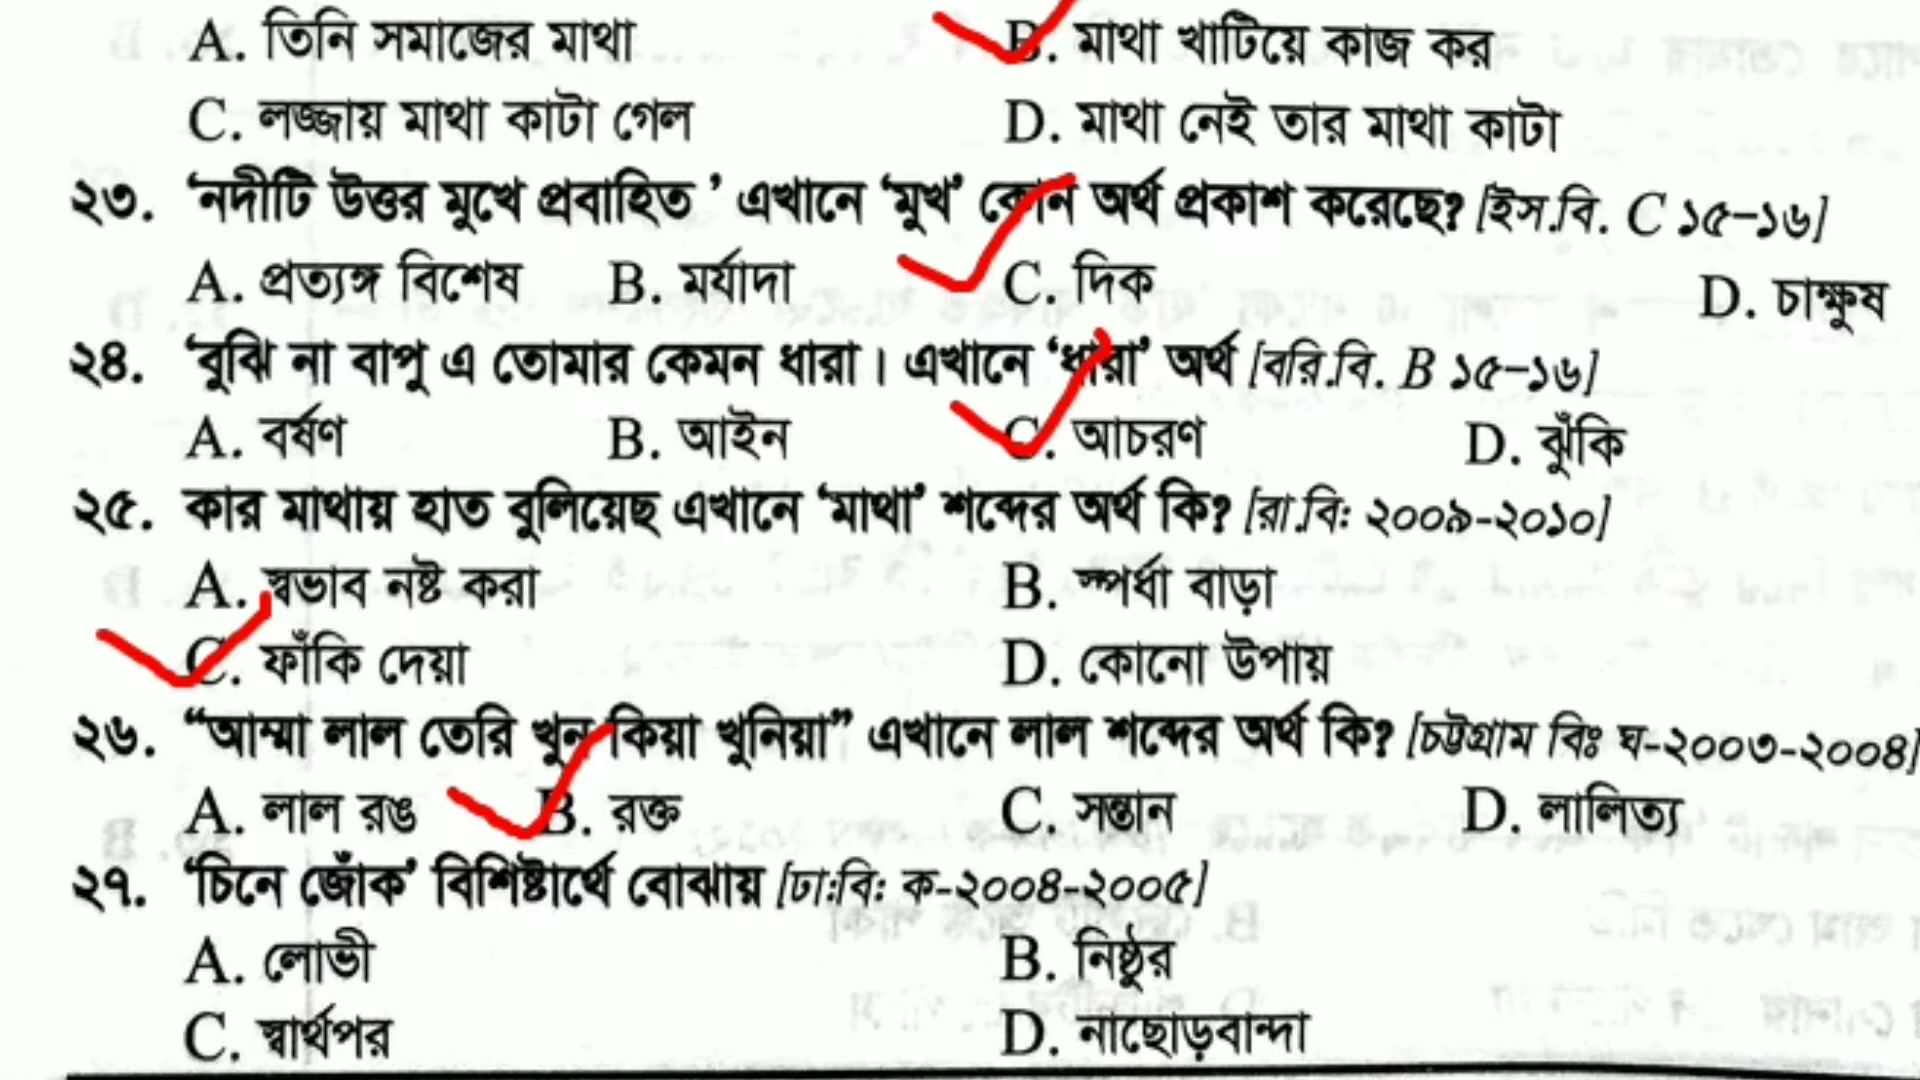 A. তিনি সমাজের মাথা B. মাথা খাটিয়ে কাজ কর
C. লজ্জায় মাথা কাটা গেল D. মাথা নেই তার মাথা কাটা
২৩. ‘নদীটি উত্তর মুখে প্রবাহিত ’ এখানে ‘মুখ’ কোন অর্থ প্রকাশ করেছে? [ইস.বি. C ১৫–১৬]
A. প্রত্যঙ্গ বিশেষ B. মর্যাদা C. দিক D. চাক্ষুষ
২৪. ‘বুঝি না বাপু এ তোমার কেমন ধারা। এখানে ‘ধারা’ অর্থ [বরি.বি. B ১৫–১৬]
A. বর্ষণ B. আইন C. আচরণ D. ঝুঁকি
২৫. কার মাথায় হাত বুলিয়েছ এখানে ‘মাথা’ শব্দের অর্থ কি? [রা.বি: ২০০৯-২০১০]
A. স্বভাব নষ্ট করা B. স্পর্ধা বাড়া
C. ফাঁকি দেয়া D. কোনো উপায়
২৬. “আম্মা লাল তেরি খুন কিয়া খুনিয়া” এখানে লাল শব্দের অর্থ কি? [চট্টগ্রাম বিঃ ঘ-২০০৩-২০০৪]
A. লাল রঙ B. রক্ত C. সন্তান D. লালিত্য
২৭. ‘চিনে জোঁক’ বিশিষ্টার্থে বোঝায় [ঢা:বি: ক-২০০৪-২০০৫]
A. লোভী B. নিষ্ঠুর
C. স্বার্থপর D. নাছোড়বান্দা